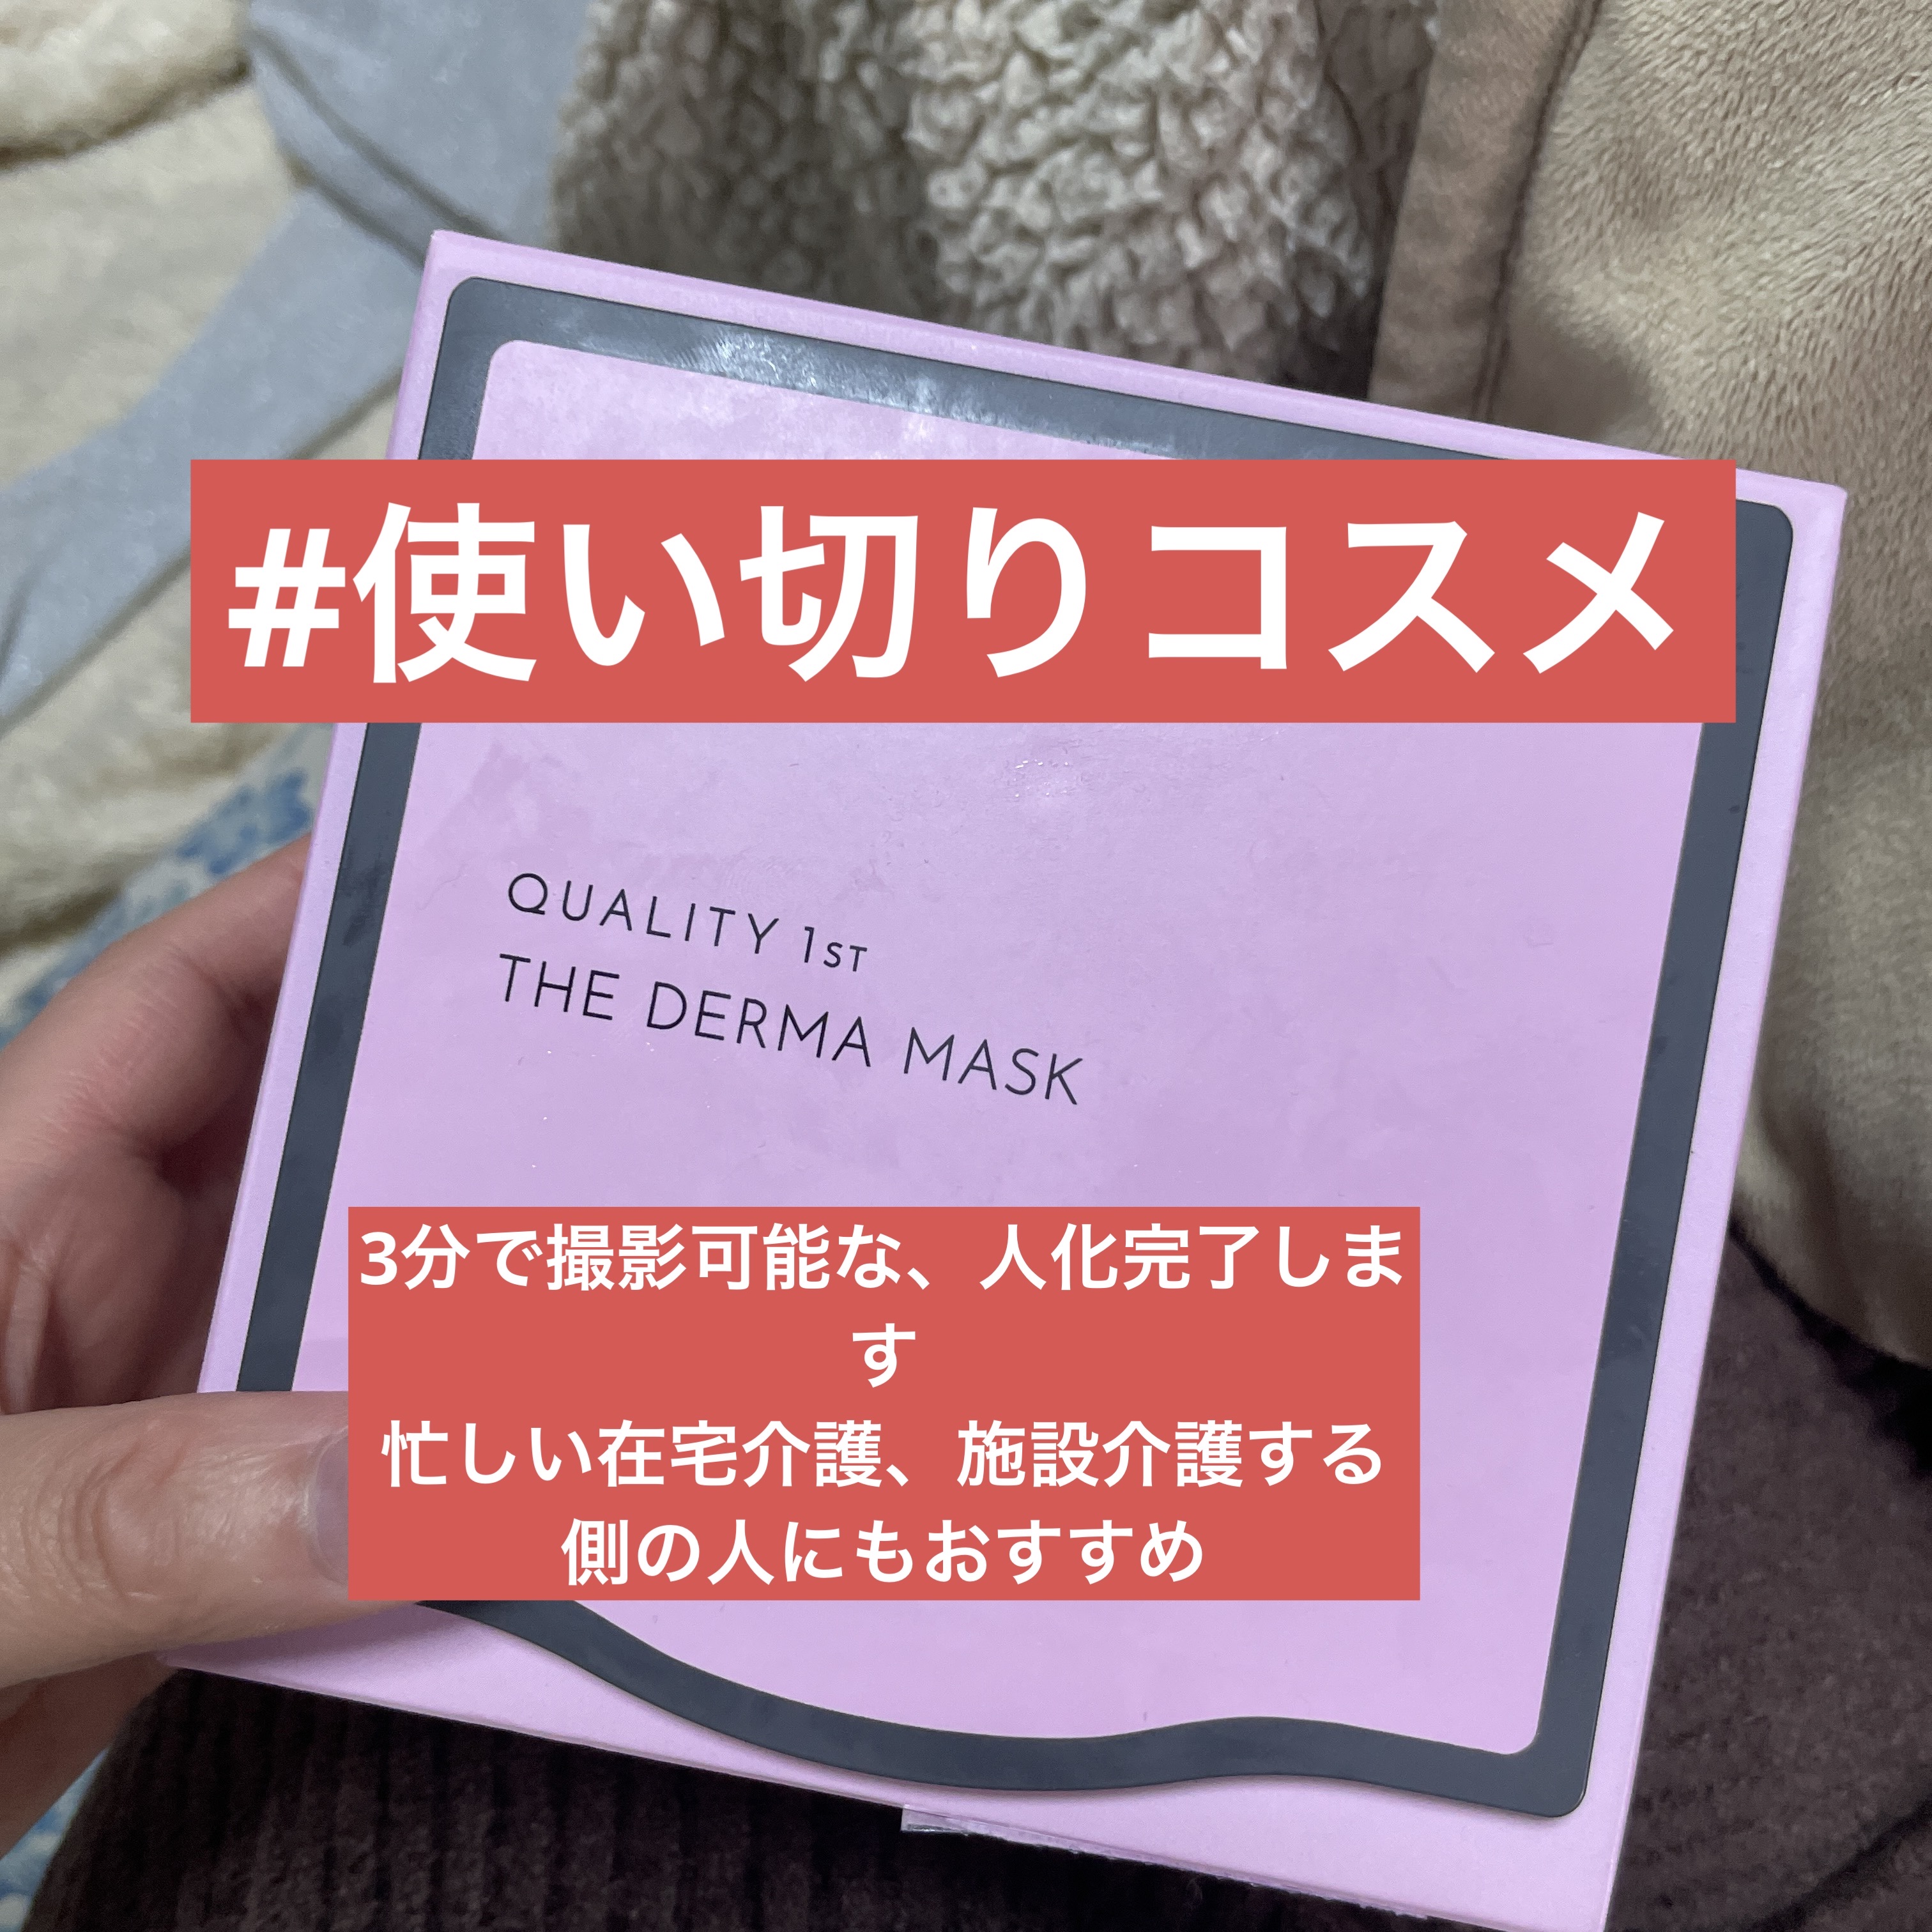 #使い切りコスメ
QUALITY 1ST
THE DERMA MASK
3分で撮影可能な、人化完了しま
す
忙しい在宅介護、施設介護する
側の人にもおすすめ